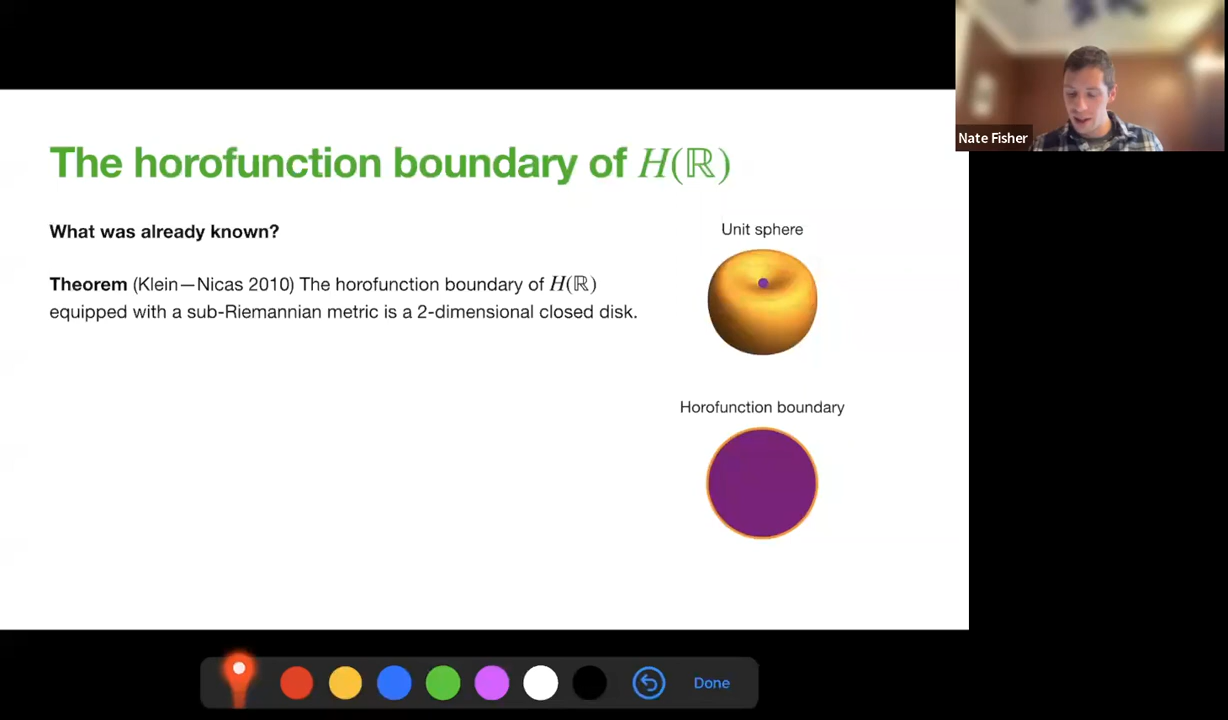 Nate Fisher
The horofunction boundary of H(ℝ)
What was already known?
Theorem (Klein—Nicas 2010) The horofunction boundary of H(ℝ)
equipped with a sub-Riemannian metric is a 2-dimensional closed disk.
Unit sphere
Horofunction boundary
Done